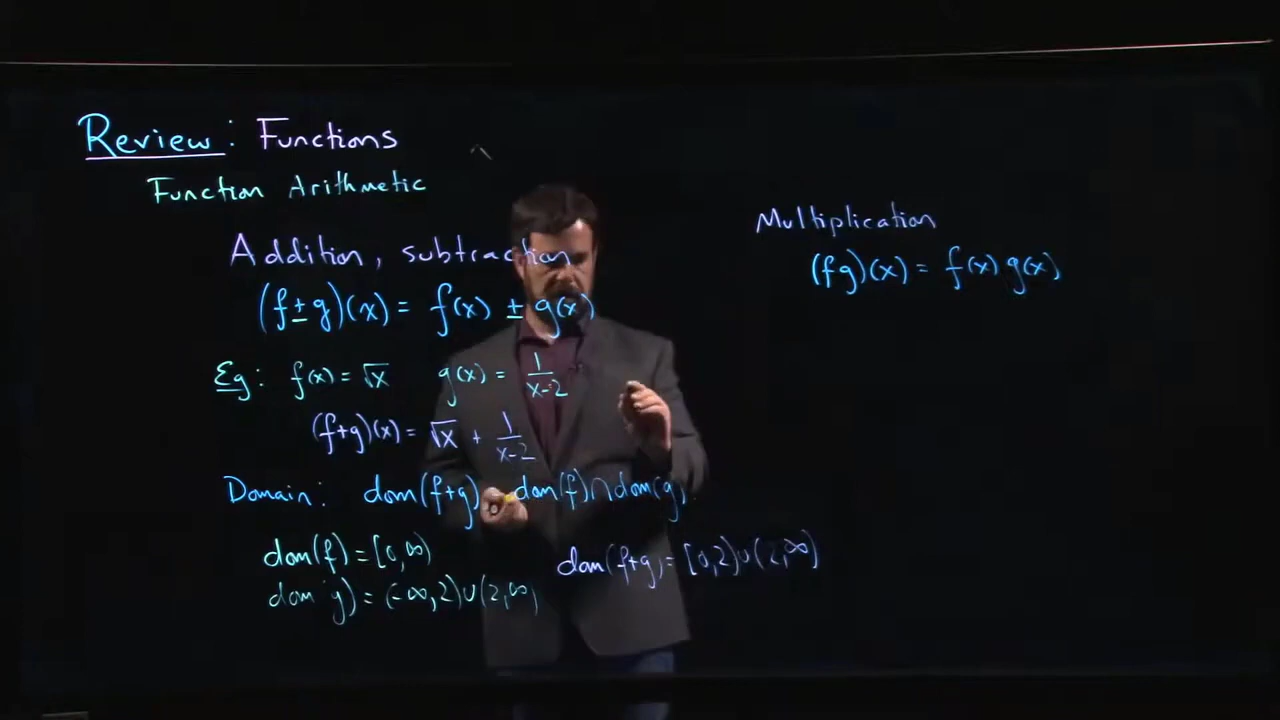 Review: Functions
Function Arithmetic
Addition, subtraction
(f±g)(x) = f(x) ± g(x)
Eg: f(x) = √x g(x) = 1/(x-2)
(f+g)(x) = √x + 1/(x-2)
Domain: dom(f+g) = dom(f)∩dom(g)
dom(f) = [0,∞)
dom(g) = (-∞,2)∪(2,∞)
dom(f+g) = [0,2)∪(2,∞)
Multiplication
(fg)(x) = f(x) g(x)